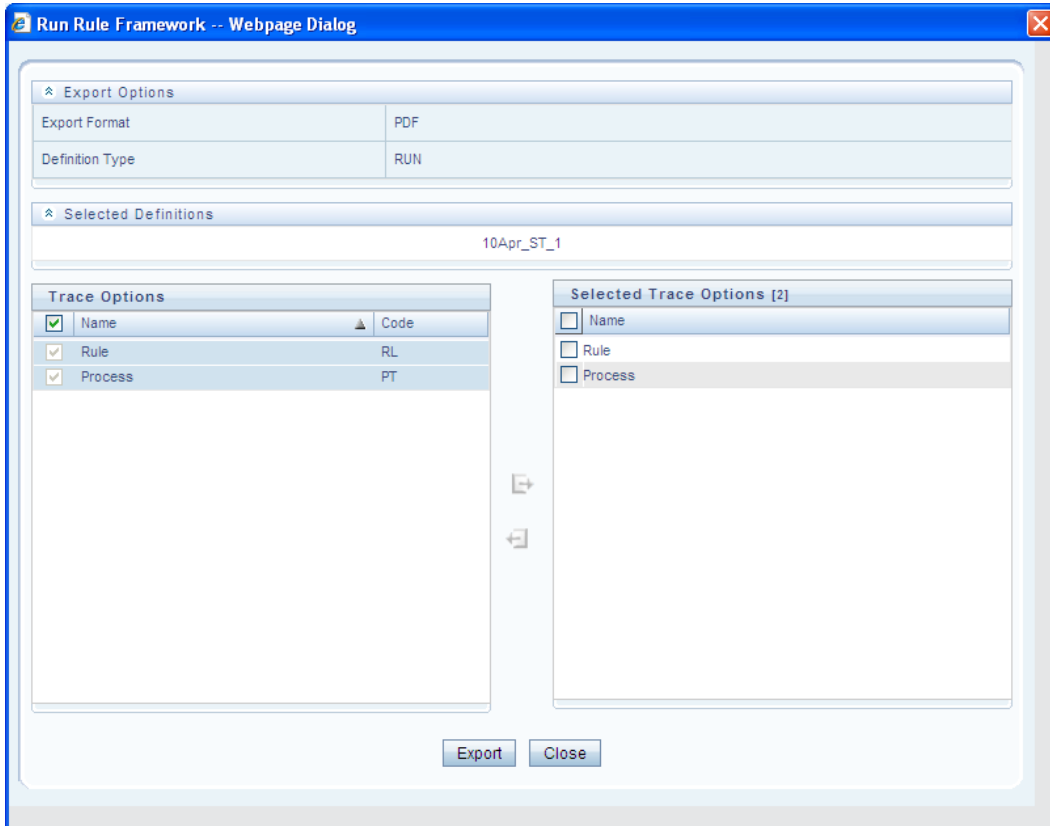 Run Rule Framework -- Webpage Dialog
Export Options
Export Format PDF
Definition Type RUN
Selected Definitions
10Apr_ST_1
Trace Options
Name Code
Rule RL
Process PT
Selected Trace Options [2]
Name
Rule
Process
Export Close